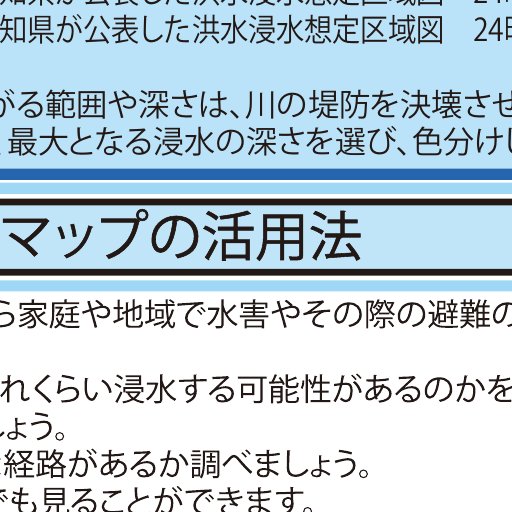 知県が公表した洪水浸水想定区域図 24時
がる範囲や深さは、川の堤防を決壊させ
、最大となる浸水の深さを選び、色分けし
マップの活用法
ら家庭や地域で水害やその際の避難の
れくらい浸水する可能性があるのかを
しょう。
経路があるか調べましょう。
でも見ることができます。